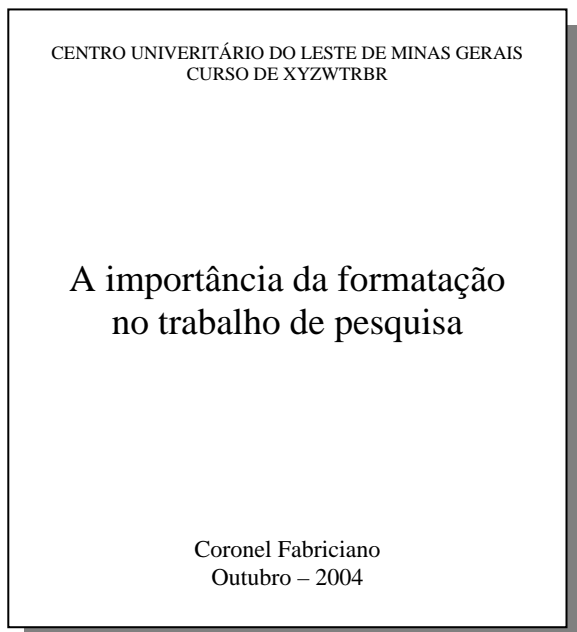 CENTRO UNIVERITÁRIO DO LESTE DE MINAS GERAIS
CURSO DE XYZWTRBR
A importância da formatação
no trabalho de pesquisa
Coronel Fabriciano
Outubro – 2004